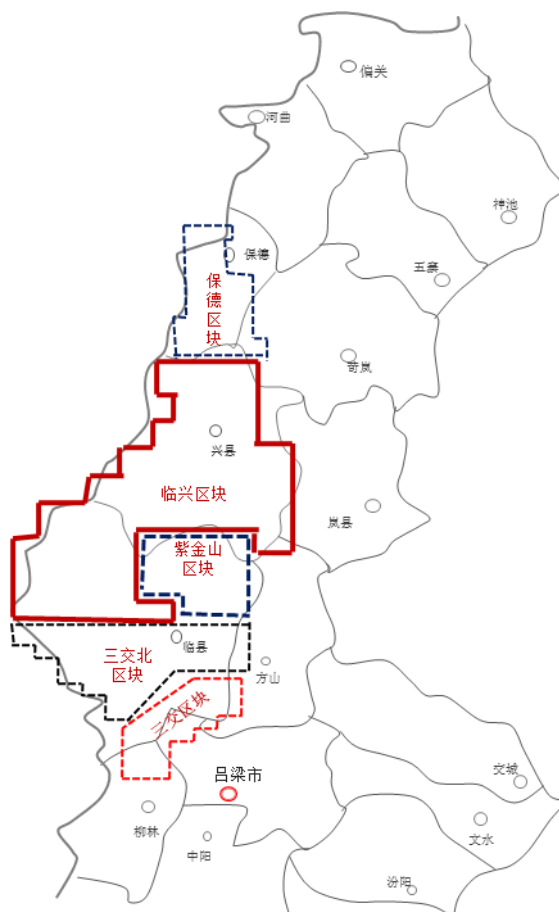 偏关
河曲
神池
保德
五寨
保
德
区
块
岢岚
兴县
临兴区块
岚县
紫金山
区块
临县
三交北
区块
方山
三交区块
吕梁市
交城
柳林
中阳
文水
汾阳